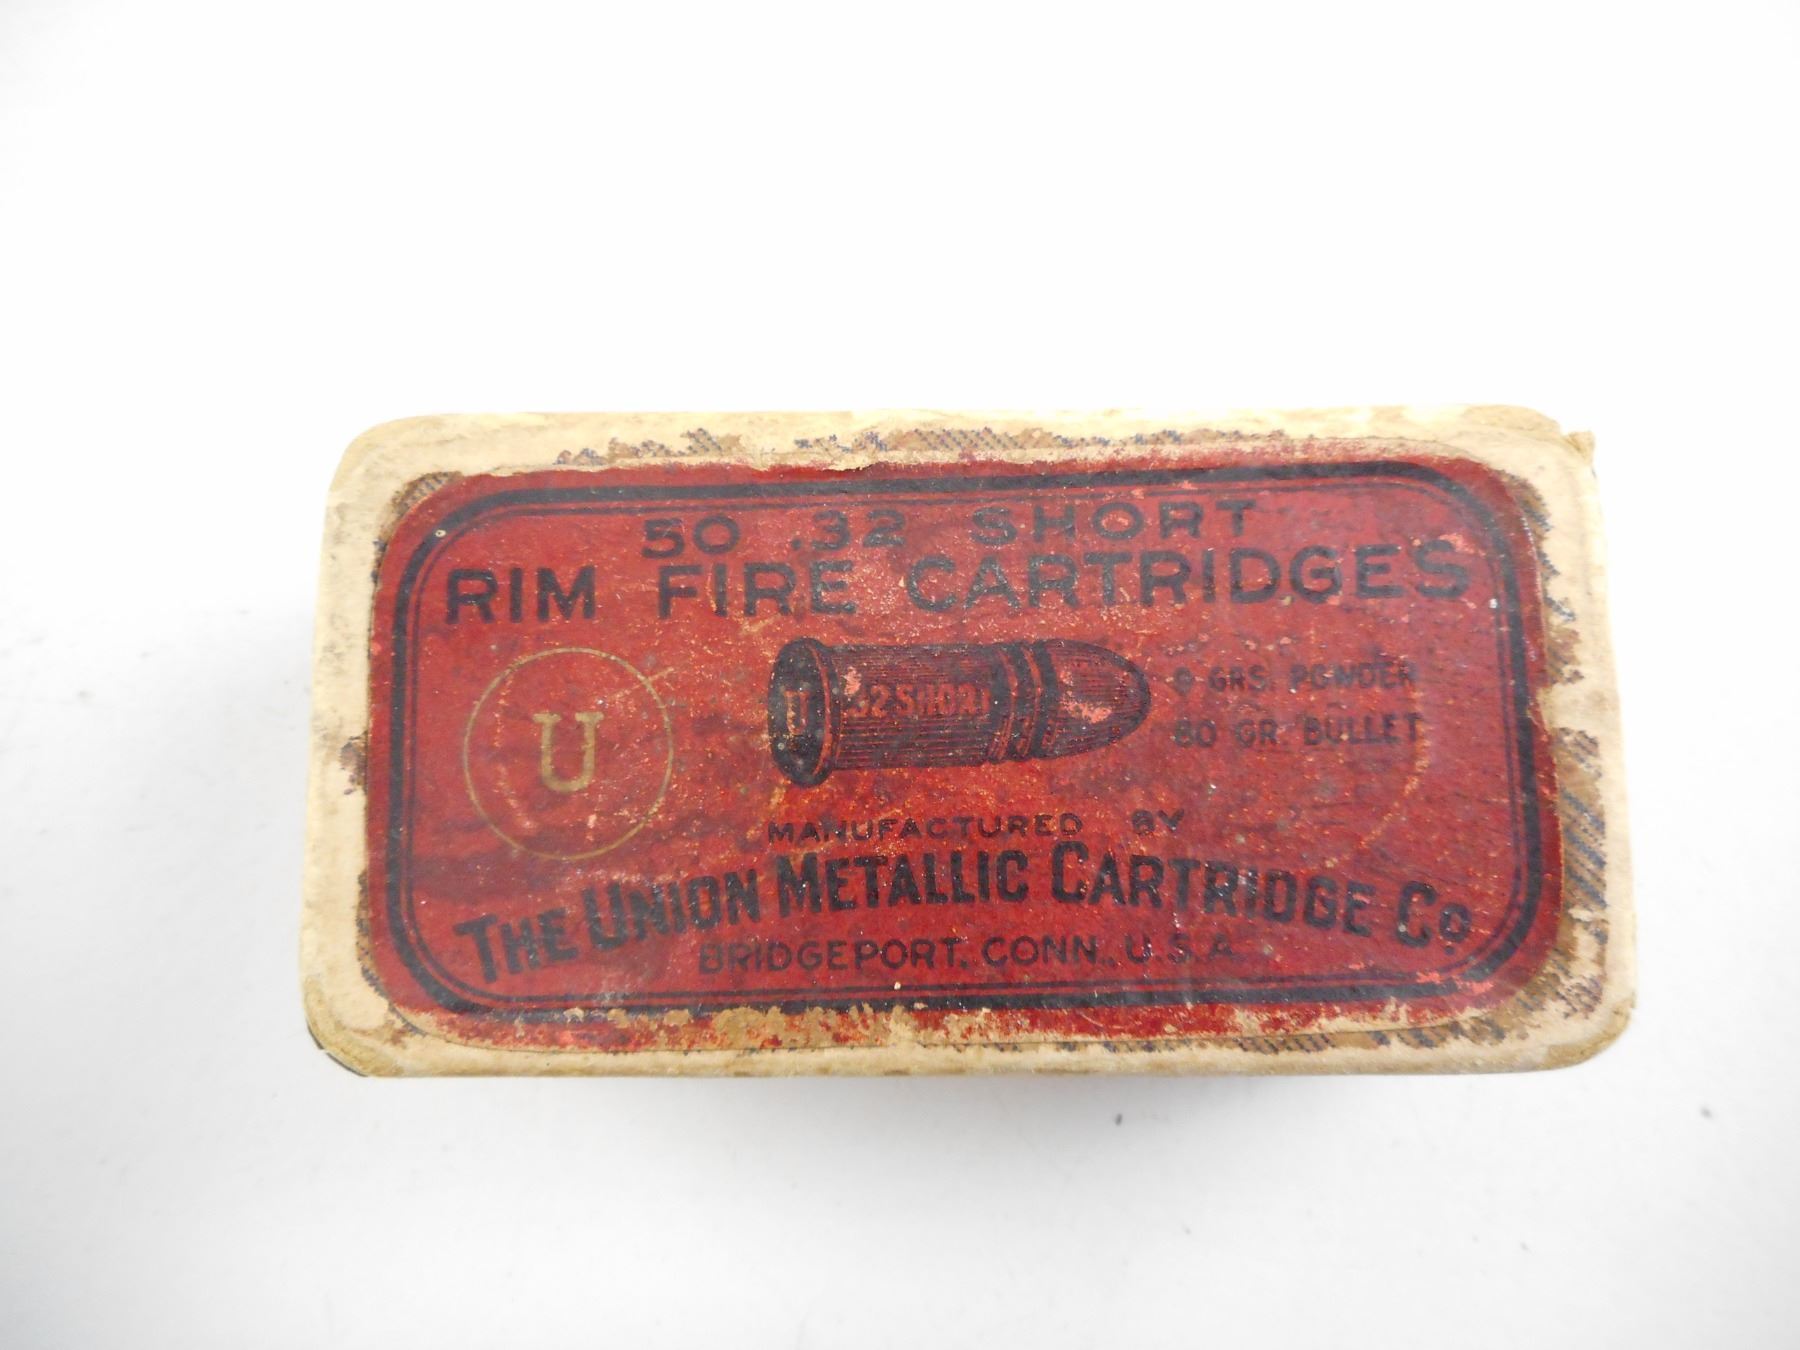 50 .32 SHORT
RIM FIRE CARTRIDGES
U
U .32 SHORT
9 GRS. POWDER
80 GR. BULLET
MANUFACTURED BY
THE UNION METALLIC CARTRIDGE CO
BRIDGEPORT, CONN., U.S.A.